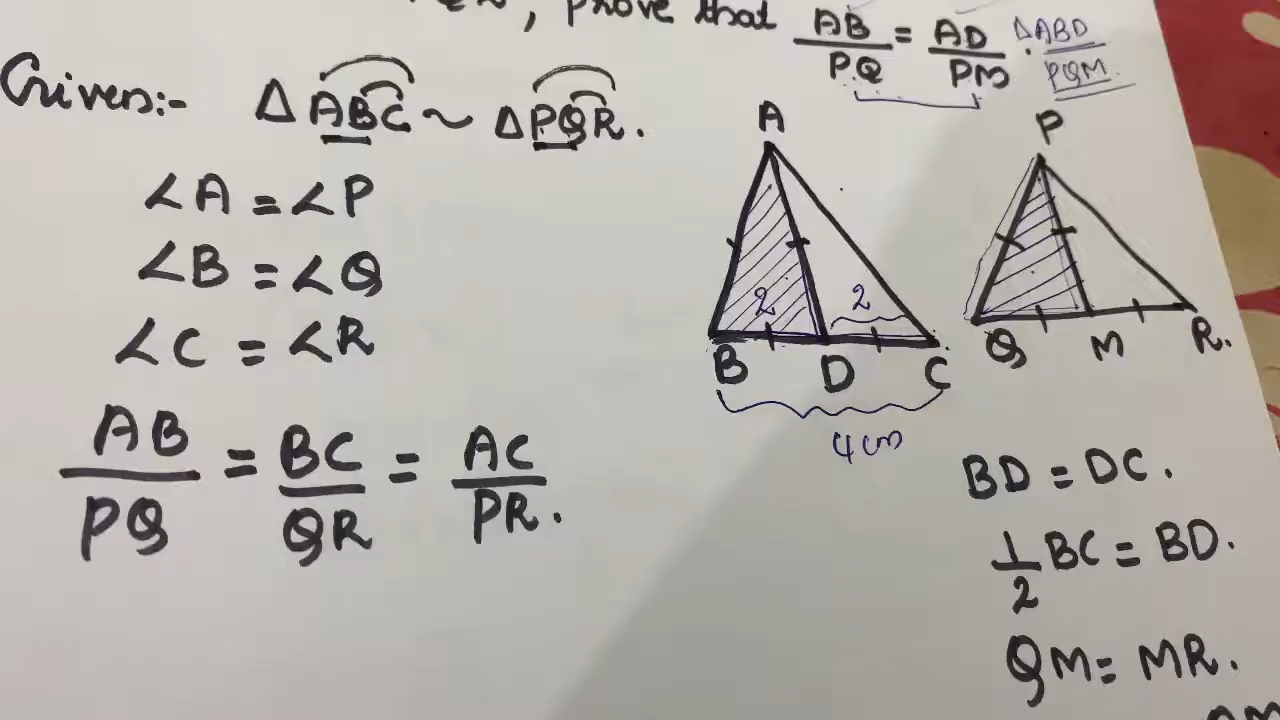 , Prove that AB/PQ = AD/PM . ΔABD/PQM.
Given:- ΔABC ~ ΔPQR.
∠A = ∠P
∠B = ∠Q
∠C = ∠R
AB/PQ = BC/QR = AC/PR.
A
2 2
B D C
4cm
P
Q M R.
BD = DC.
1/2 BC = BD.
QM = MR.